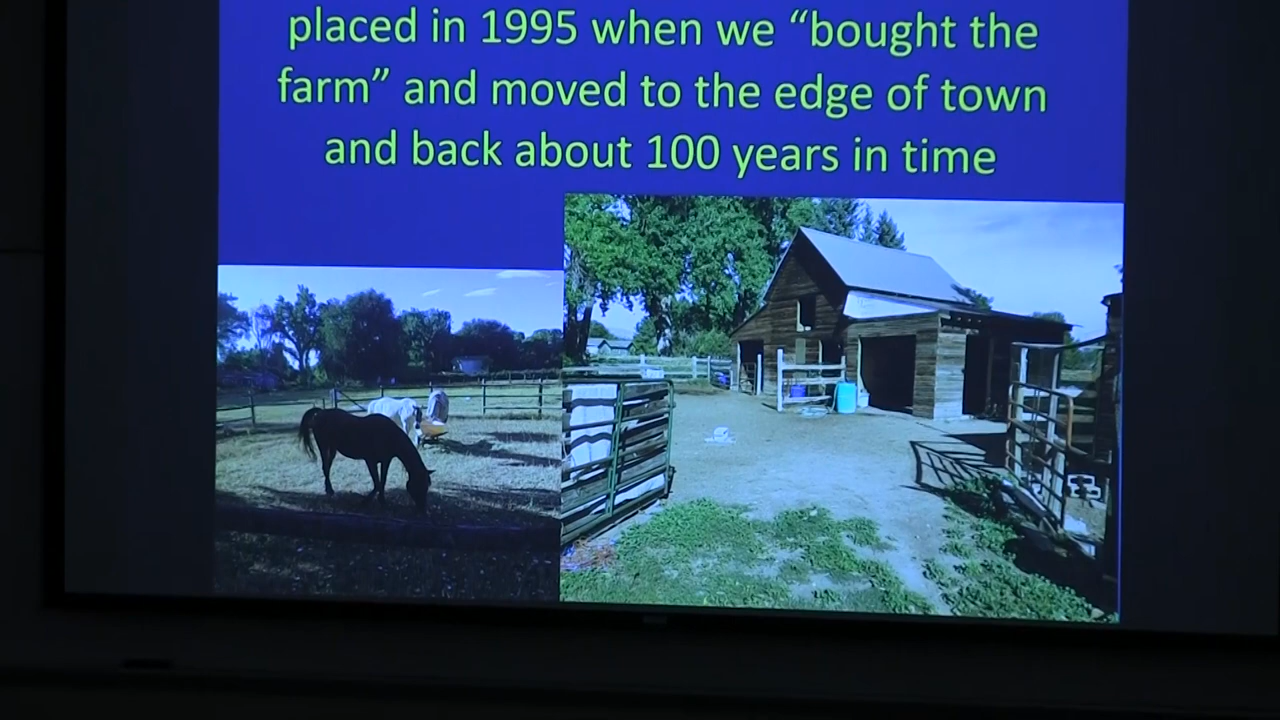 placed in 1995 when we “bought the
farm” and moved to the edge of town
and back about 100 years in time